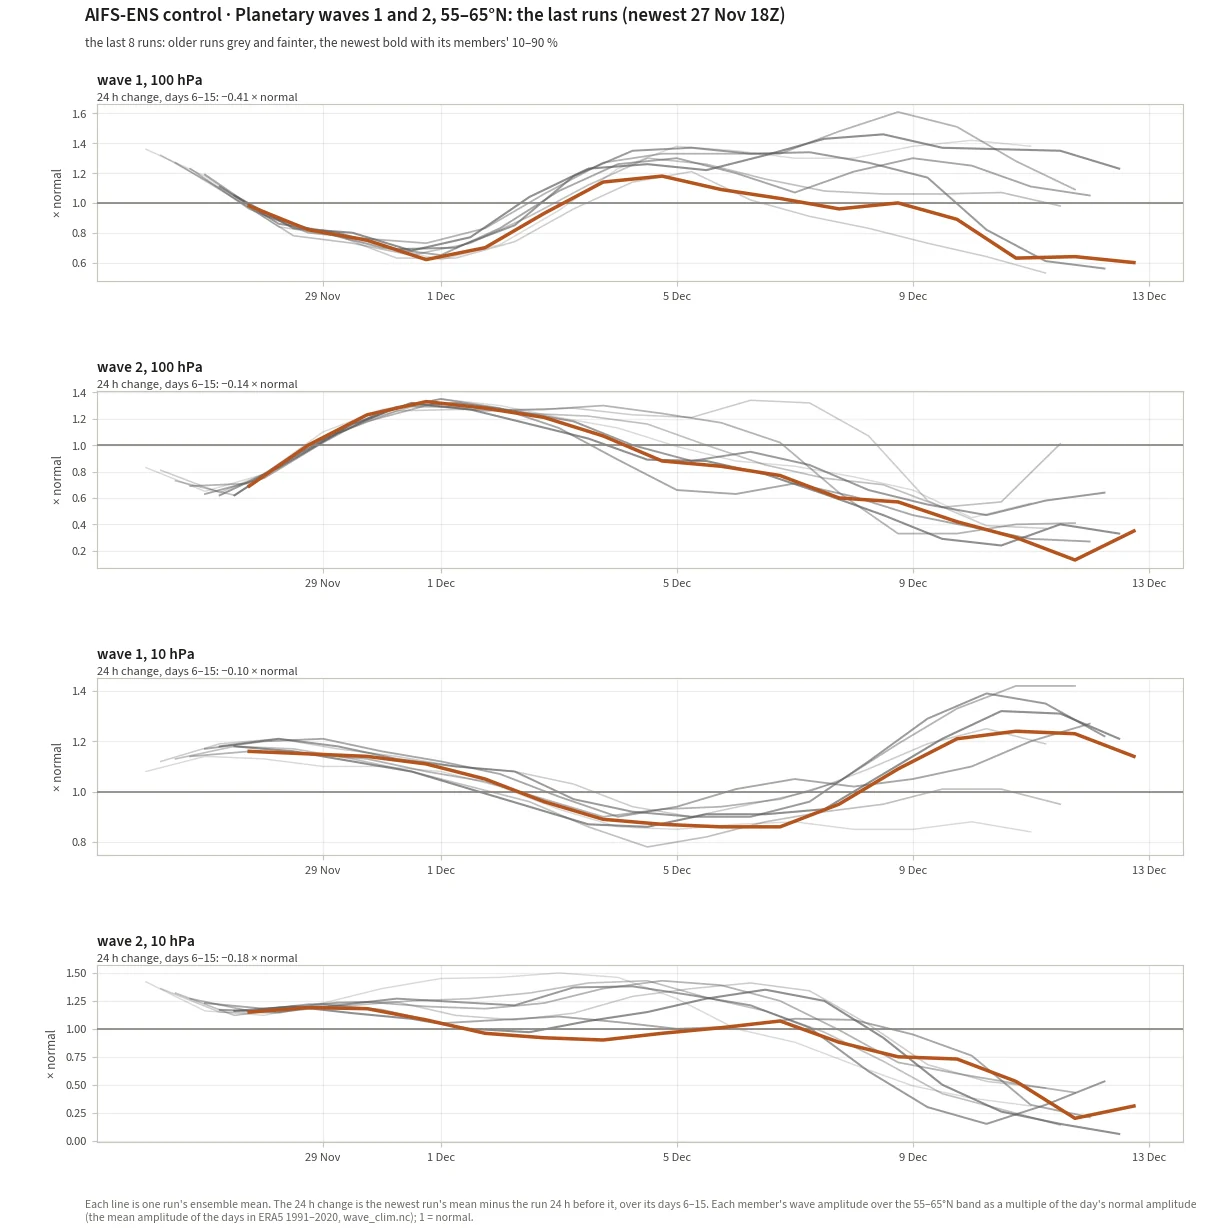 AIFS-ENS control · Planetary waves 1 and 2, 55–65°N: the last runs (newest 27 Nov 18Z)
the last 8 runs: older runs grey and fainter, the newest bold with its members' 10–90 %
wave 1, 100 hPa
24 h change, days 6–15: −0.41 × normal
1.6
1.4
1.2
1.0
0.8
0.6
× normal
29 Nov 1 Dec 5 Dec 9 Dec 13 Dec
wave 2, 100 hPa
24 h change, days 6–15: −0.14 × normal
1.4
1.2
1.0
0.8
0.6
0.4
0.2
× normal
29 Nov 1 Dec 5 Dec 9 Dec 13 Dec
wave 1, 10 hPa
24 h change, days 6–15: −0.10 × normal
1.4
1.2
1.0
0.8
× normal
29 Nov 1 Dec 5 Dec 9 Dec 13 Dec
wave 2, 10 hPa
24 h change, days 6–15: −0.18 × normal
1.50
1.25
1.00
0.75
0.50
0.25
0.00
× normal
29 Nov 1 Dec 5 Dec 9 Dec 13 Dec
Each line is one run's ensemble mean. The 24 h change is the newest run's mean minus the run 24 h before it, over its days 6–15. Each member's wave amplitude over the 55–65°N band as a multiple of the day's normal amplitude
(the mean amplitude of the days in ERA5 1991–2020, wave_clim.nc); 1 = normal.